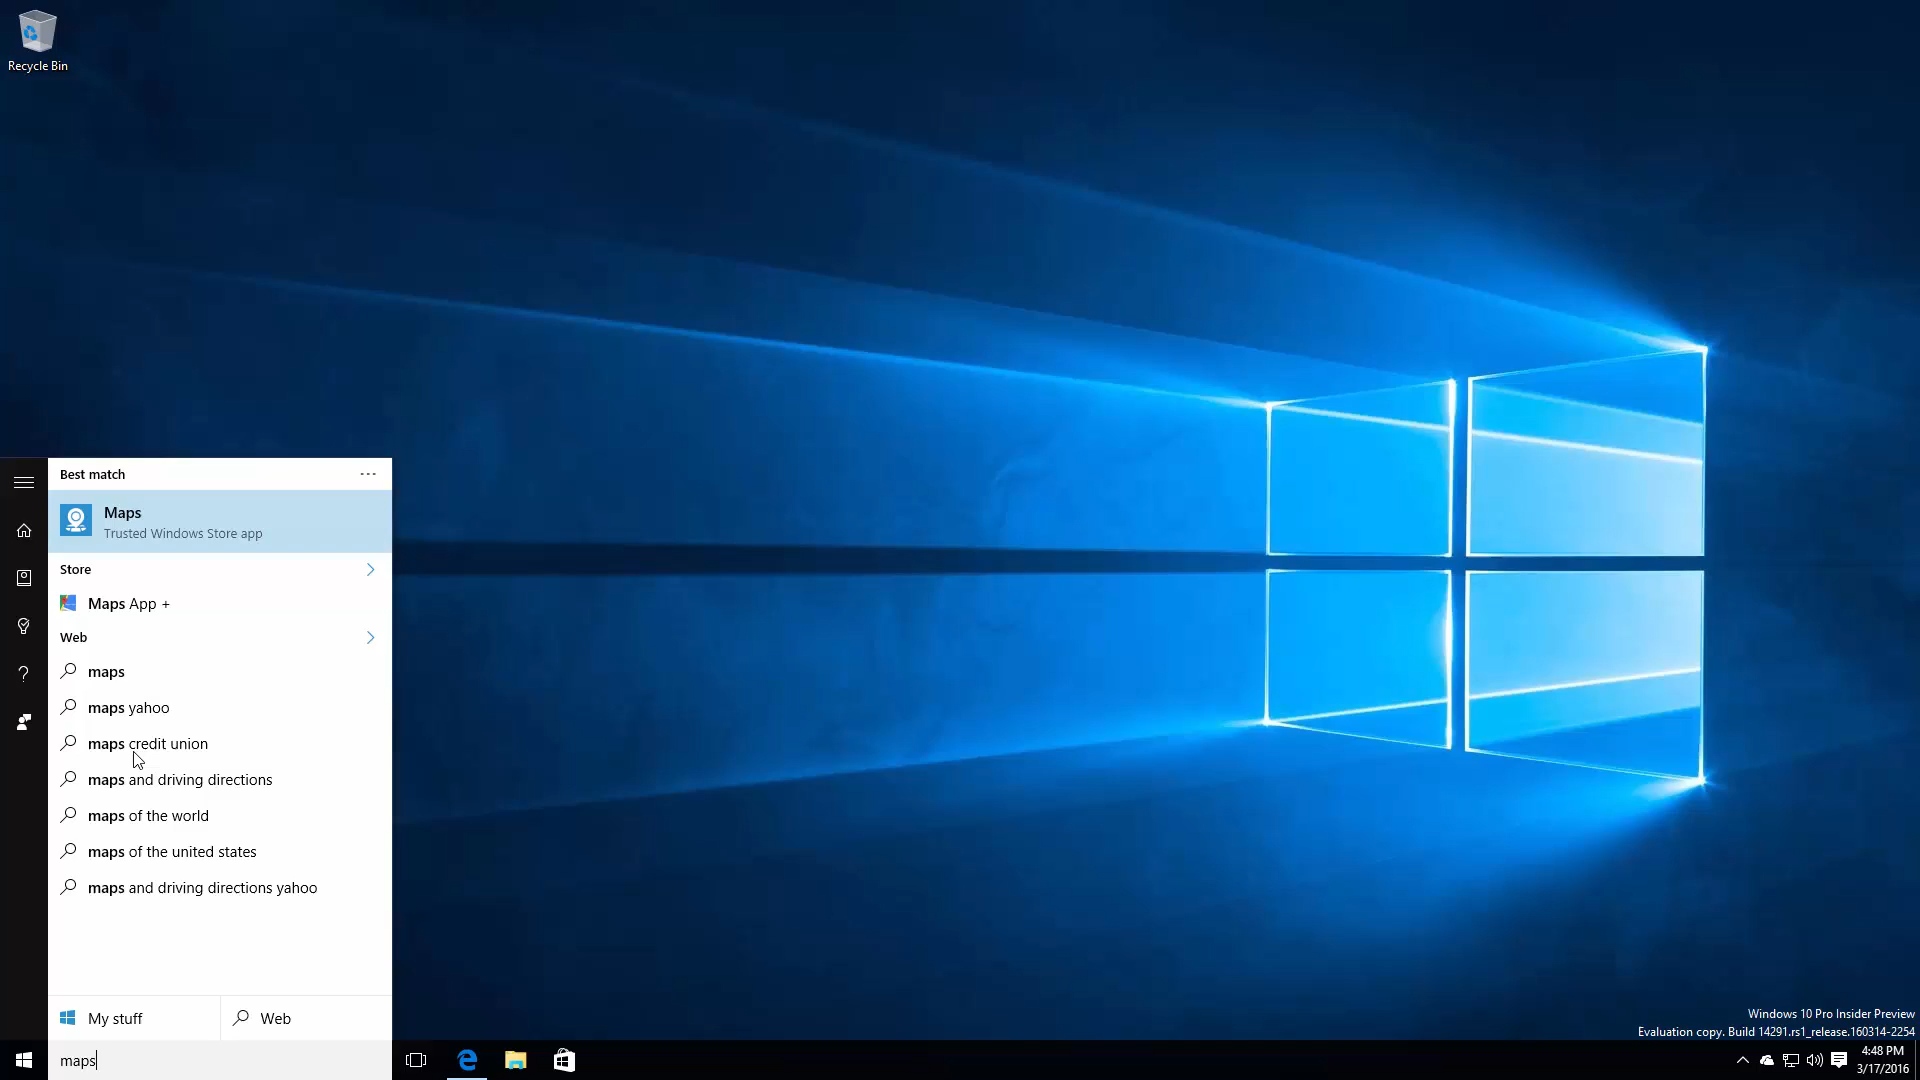 Recycle Bin
Best match
Maps
Trusted Windows Store app
Store
Maps App +
Web
maps
maps yahoo
maps credit union
maps and driving directions
maps of the world
maps of the united states
maps and driving directions yahoo
My stuff
Web
maps
Windows 10 Pro Insider Preview
Evaluation copy. Build 14291.rs1_release.160314-2254
4:48 PM
3/17/2016